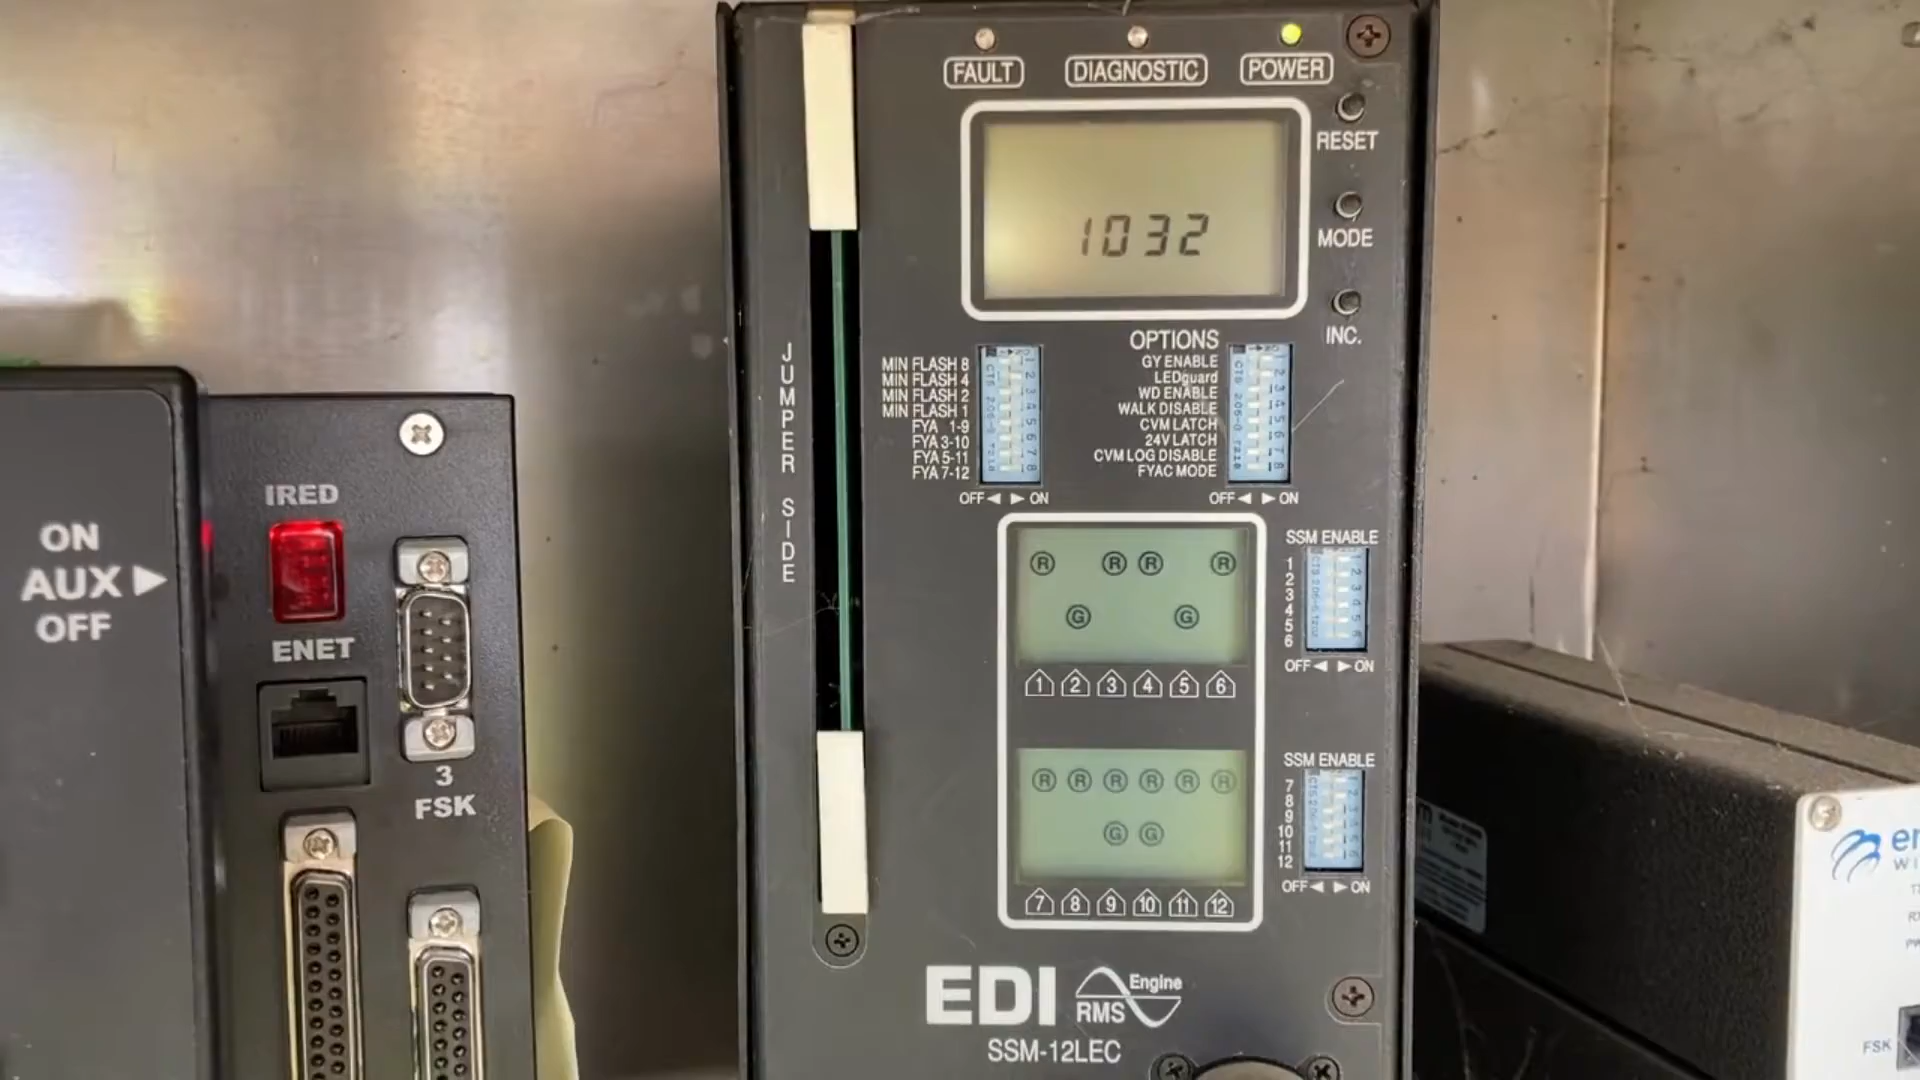 FAULT
DIAGNOSTIC
POWER
RESET
MODE
INC.
1032
JUMPER SIDE
OPTIONS
MIN FLASH 8
MIN FLASH 4
MIN FLASH 2
MIN FLASH 1
FYA 1-9
FYA 3-10
FYA 5-11
FYA 7-12
OFF ◄ ► ON
GY ENABLE
LEDguard
WD ENABLE
WALK DISABLE
CVM LATCH
24V LATCH
CVM LOG DISABLE
FYAC MODE
OFF ◄ ► ON
R R R R
G G
1 2 3 4 5 6
SSM ENABLE
1
2
3
4
5
6
OFF ◄ ► ON
R R R R R R
G G
7 8 9 10 11 12
SSM ENABLE
7
8
9
10
11
12
OFF ◄ ► ON
EDI
Engine
RMS
SSM-12LEC
ON
AUX ►
OFF
IRED
ENET
3
FSK
FSK